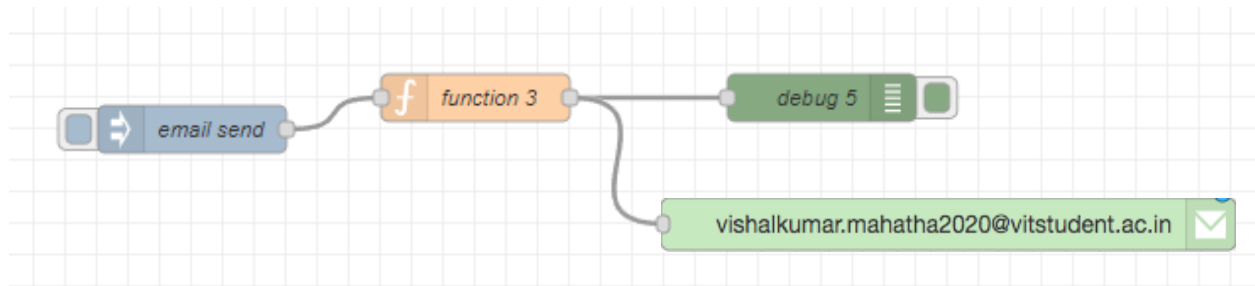 email send
function 3
debug 5
vishalkumar.mahatha2020@vitstudent.ac.in